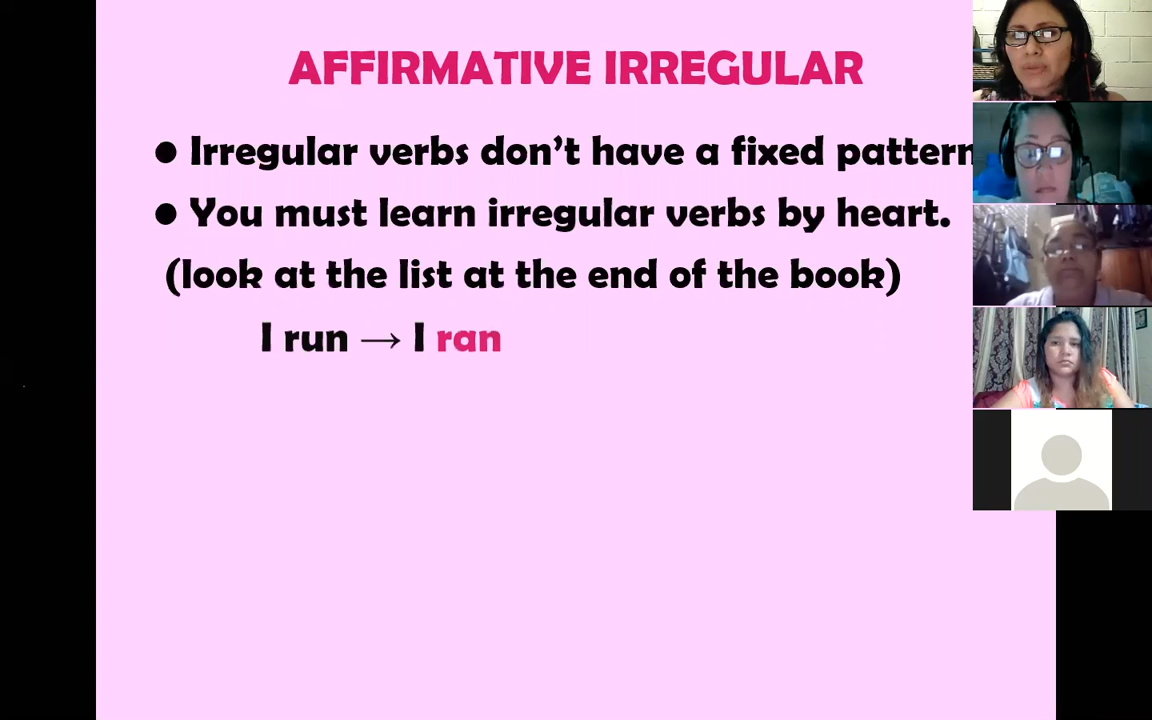 AFFIRMATIVE IRREGULAR
● Irregular verbs don’t have a fixed pattern
● You must learn irregular verbs by heart.
(look at the list at the end of the book)
I run → I ran